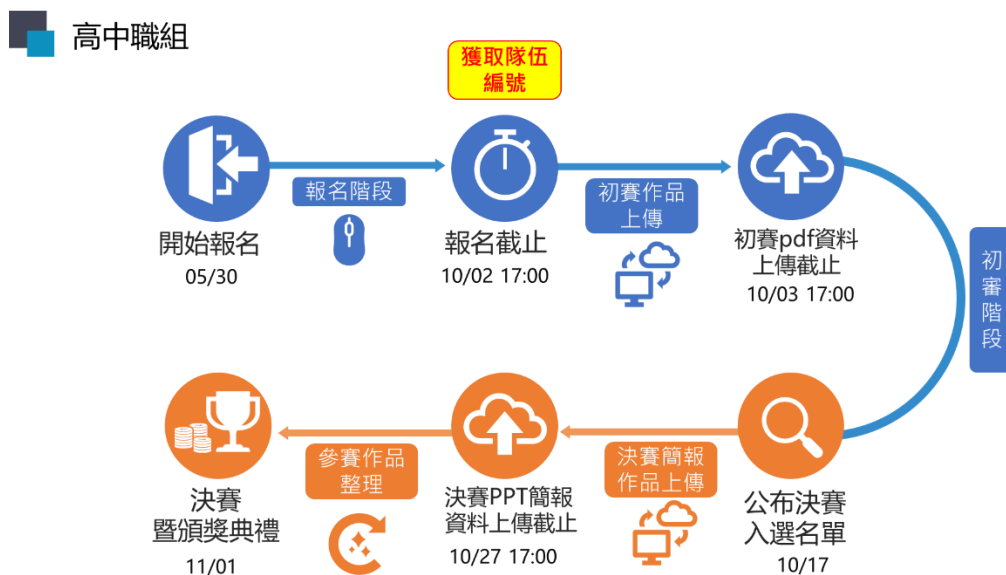 高中職組
獲取隊伍
編號
開始報名
05/30
報名階段
報名截止
10/02 17:00
初賽作品
上傳
初賽pdf資料
上傳截止
10/03 17:00
初審階段
公布決賽
入選名單
10/17
決賽簡報
作品上傳
決賽PPT簡報
資料上傳截止
10/27 17:00
參賽作品
整理
決賽
暨頒獎典禮
11/01